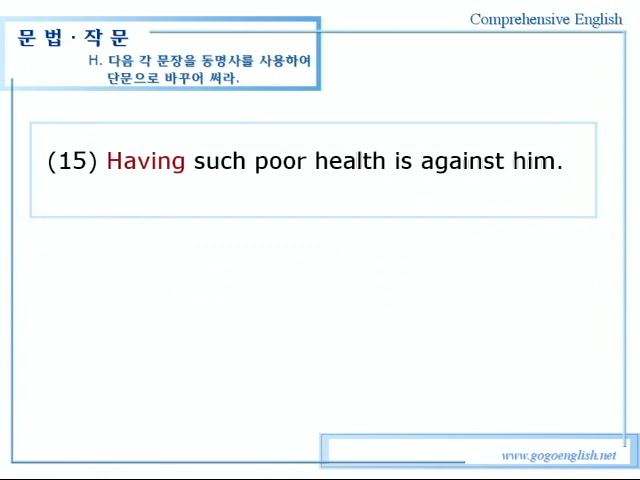 Comprehensive English
문 법 · 작 문
H. 다음 각 문장을 동명사를 사용하여
단문으로 바꾸어 써라.
(15) Having such poor health is against him.
www.gogoenglish.net